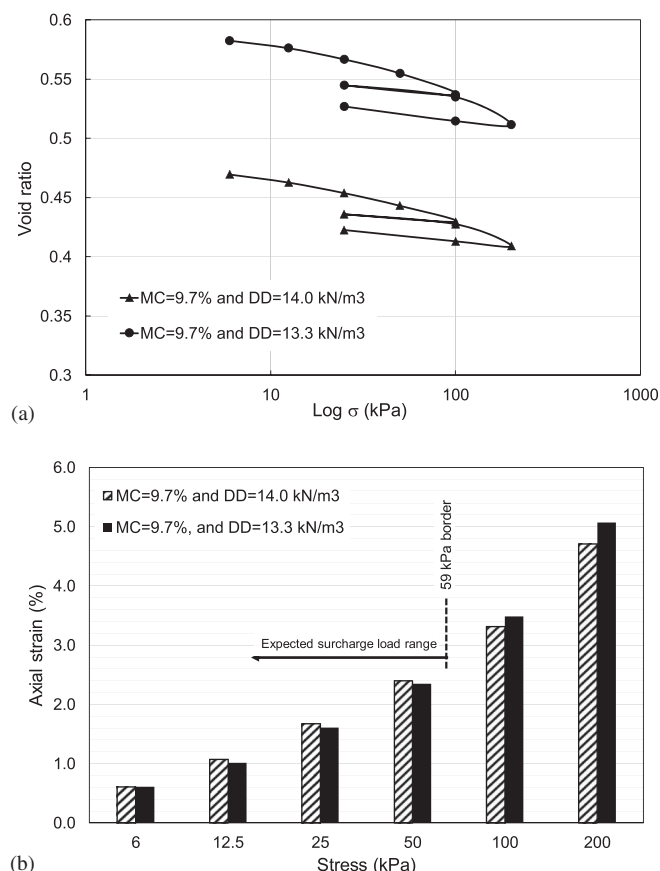 0.6
0.55
0.5
0.45
0.4
0.35
0.3
Void ratio
MC=9.7% and DD=14.0 kN/m3
MC=9.7% and DD=13.3 kN/m3
1 10 100 1000
(a) Log σ (kPa)
6.0
5.0
4.0
3.0
2.0
1.0
0.0
Axial strain (%)
MC=9.7% and DD=14.0 kN/m3
MC=9.7%, and DD=13.3 kN/m3
59 kPa border
Expected surcharge load range
6 12.5 25 50 100 200
(b) Stress (kPa)